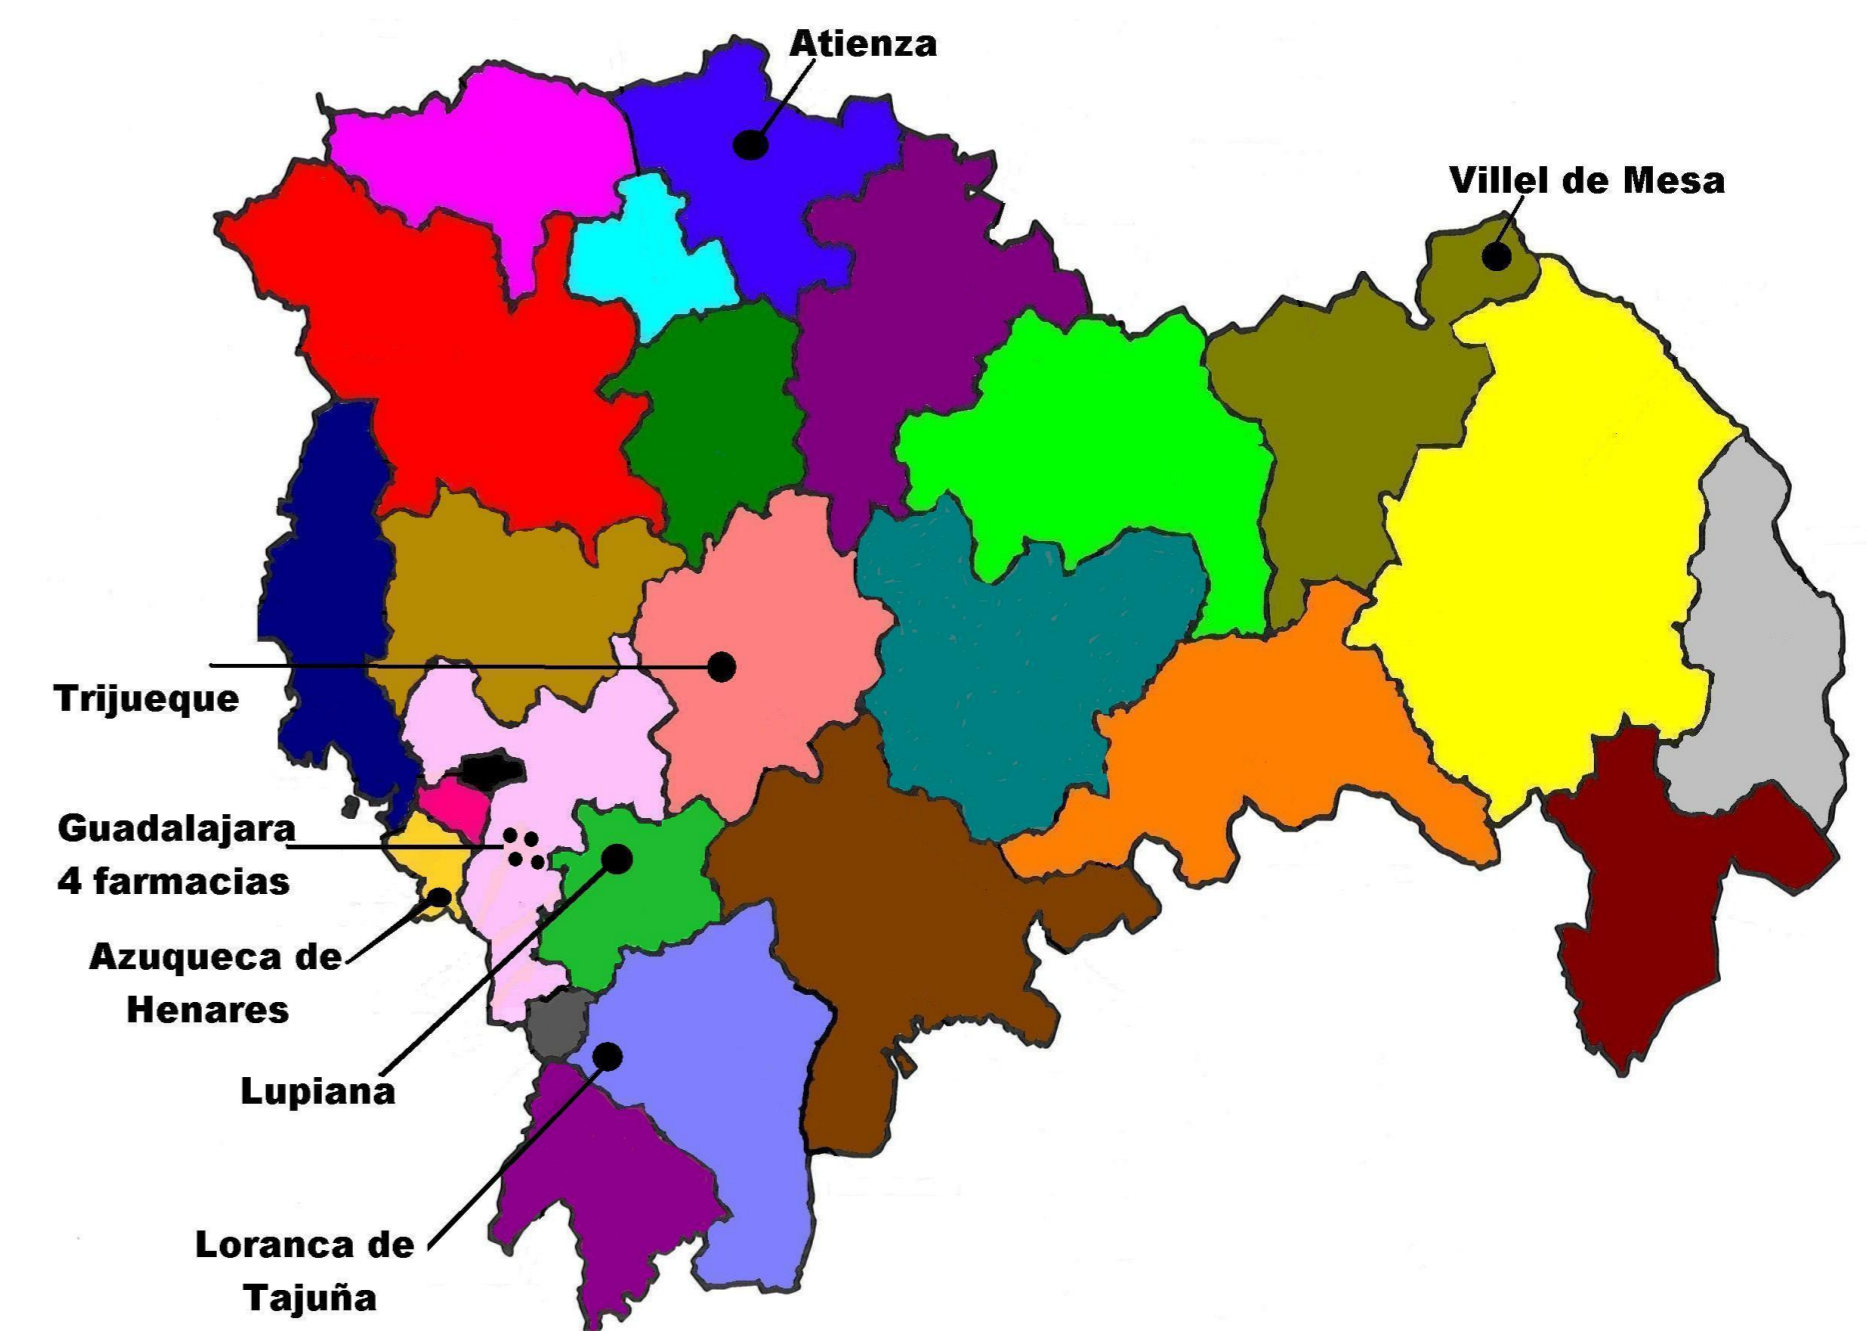 Atienza
Villel de Mesa
Trijueque
Guadalajara
4 farmacias
Azuqueca de
Henares
Lupiana
Loranca de
Tajuña